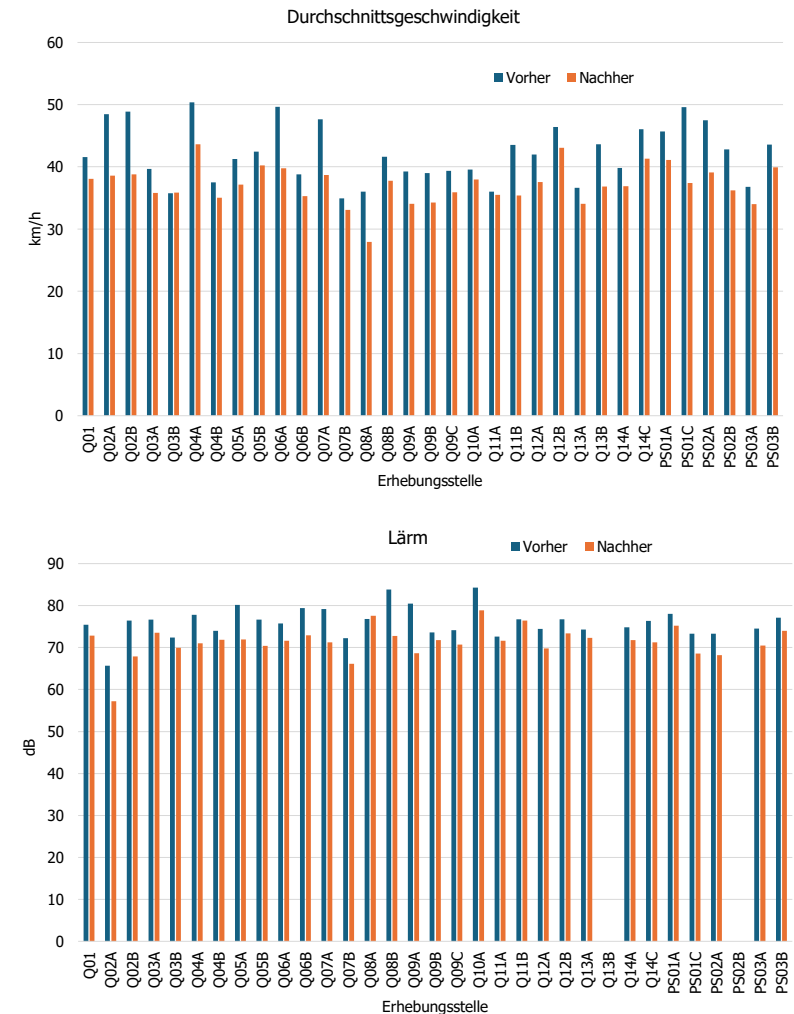 Durchschnittsgeschwindigkeit
60
Vorher Nachher
50
40
km/h
30
20
10
0
Q01 Q02A Q02B Q03A Q03B Q04A Q04B Q05A Q05B Q06A Q06B Q07A Q07B Q08A Q08B Q09A Q09B Q09C Q10A Q11A Q11B Q12A Q12B Q13A Q13B Q14A Q14C PS01A PS01C PS02A PS02B PS03A PS03B
Erhebungsstelle
Lärm
Vorher Nachher
90
80
70
60
50
dB
40
30
20
10
0
Q01 Q02A Q02B Q03A Q03B Q04A Q04B Q05A Q05B Q06A Q06B Q07A Q07B Q08A Q08B Q09A Q09B Q09C Q10A Q11A Q11B Q12A Q12B Q13A Q13B Q14A Q14C PS01A PS01C PS02A PS02B PS03A PS03B
Erhebungsstelle